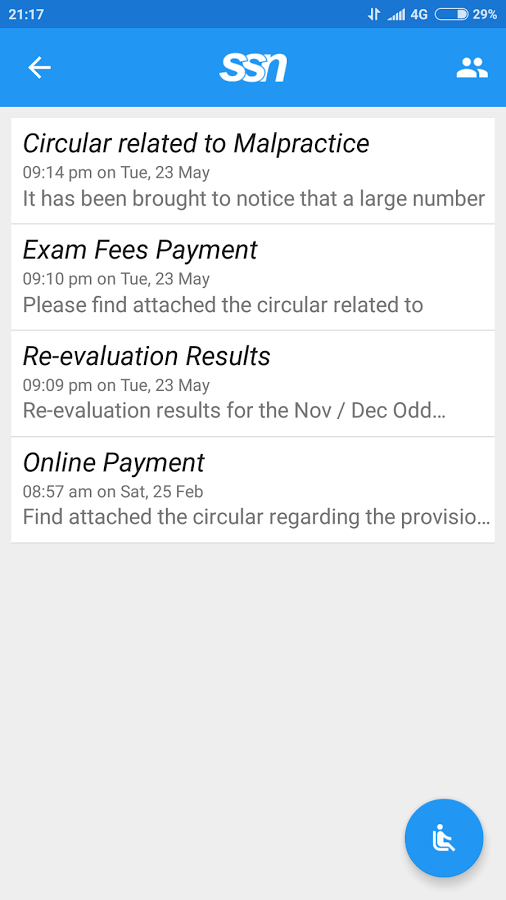 21:17
4G
29%
ssn
Circular related to Malpractice
09:14 pm on Tue, 23 May
It has been brought to notice that a large number
Exam Fees Payment
09:10 pm on Tue, 23 May
Please find attached the circular related to
Re-evaluation Results
09:09 pm on Tue, 23 May
Re-evaluation results for the Nov / Dec Odd…
Online Payment
08:57 am on Sat, 25 Feb
Find attached the circular regarding the provisio…